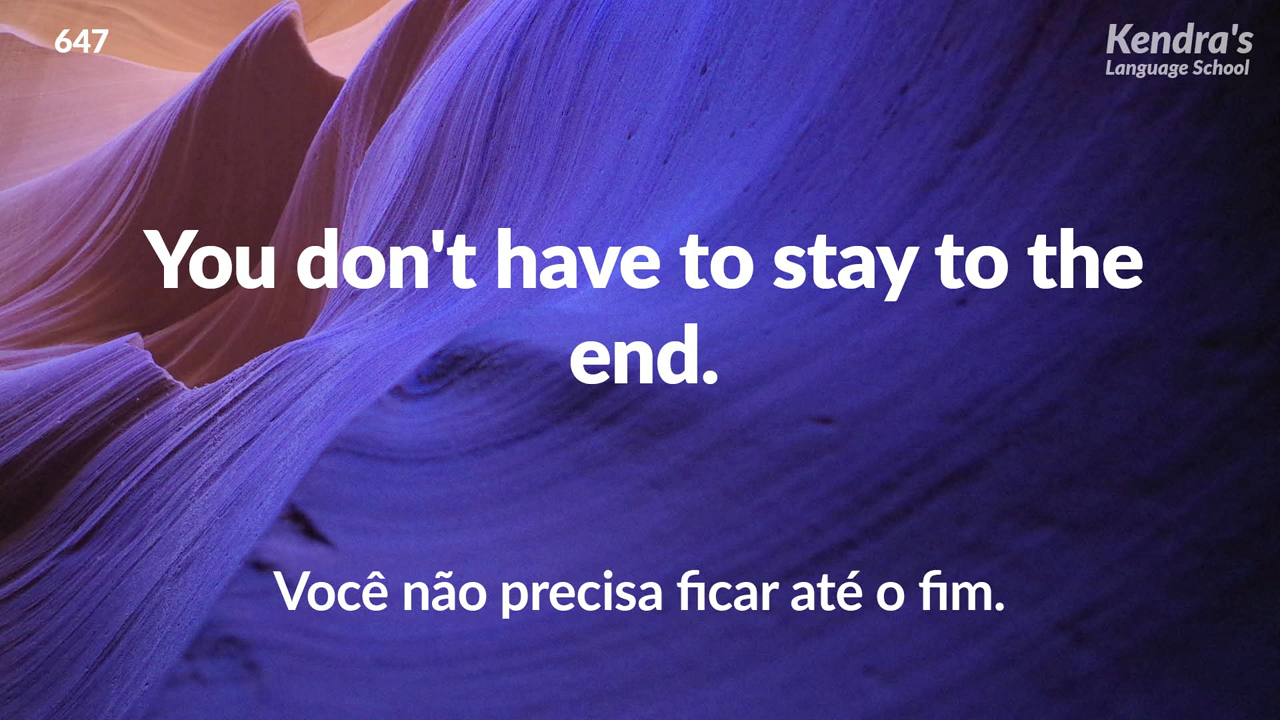 647
Kendra's
Language School
You don't have to stay to the
end.
Você não precisa ficar até o fim.